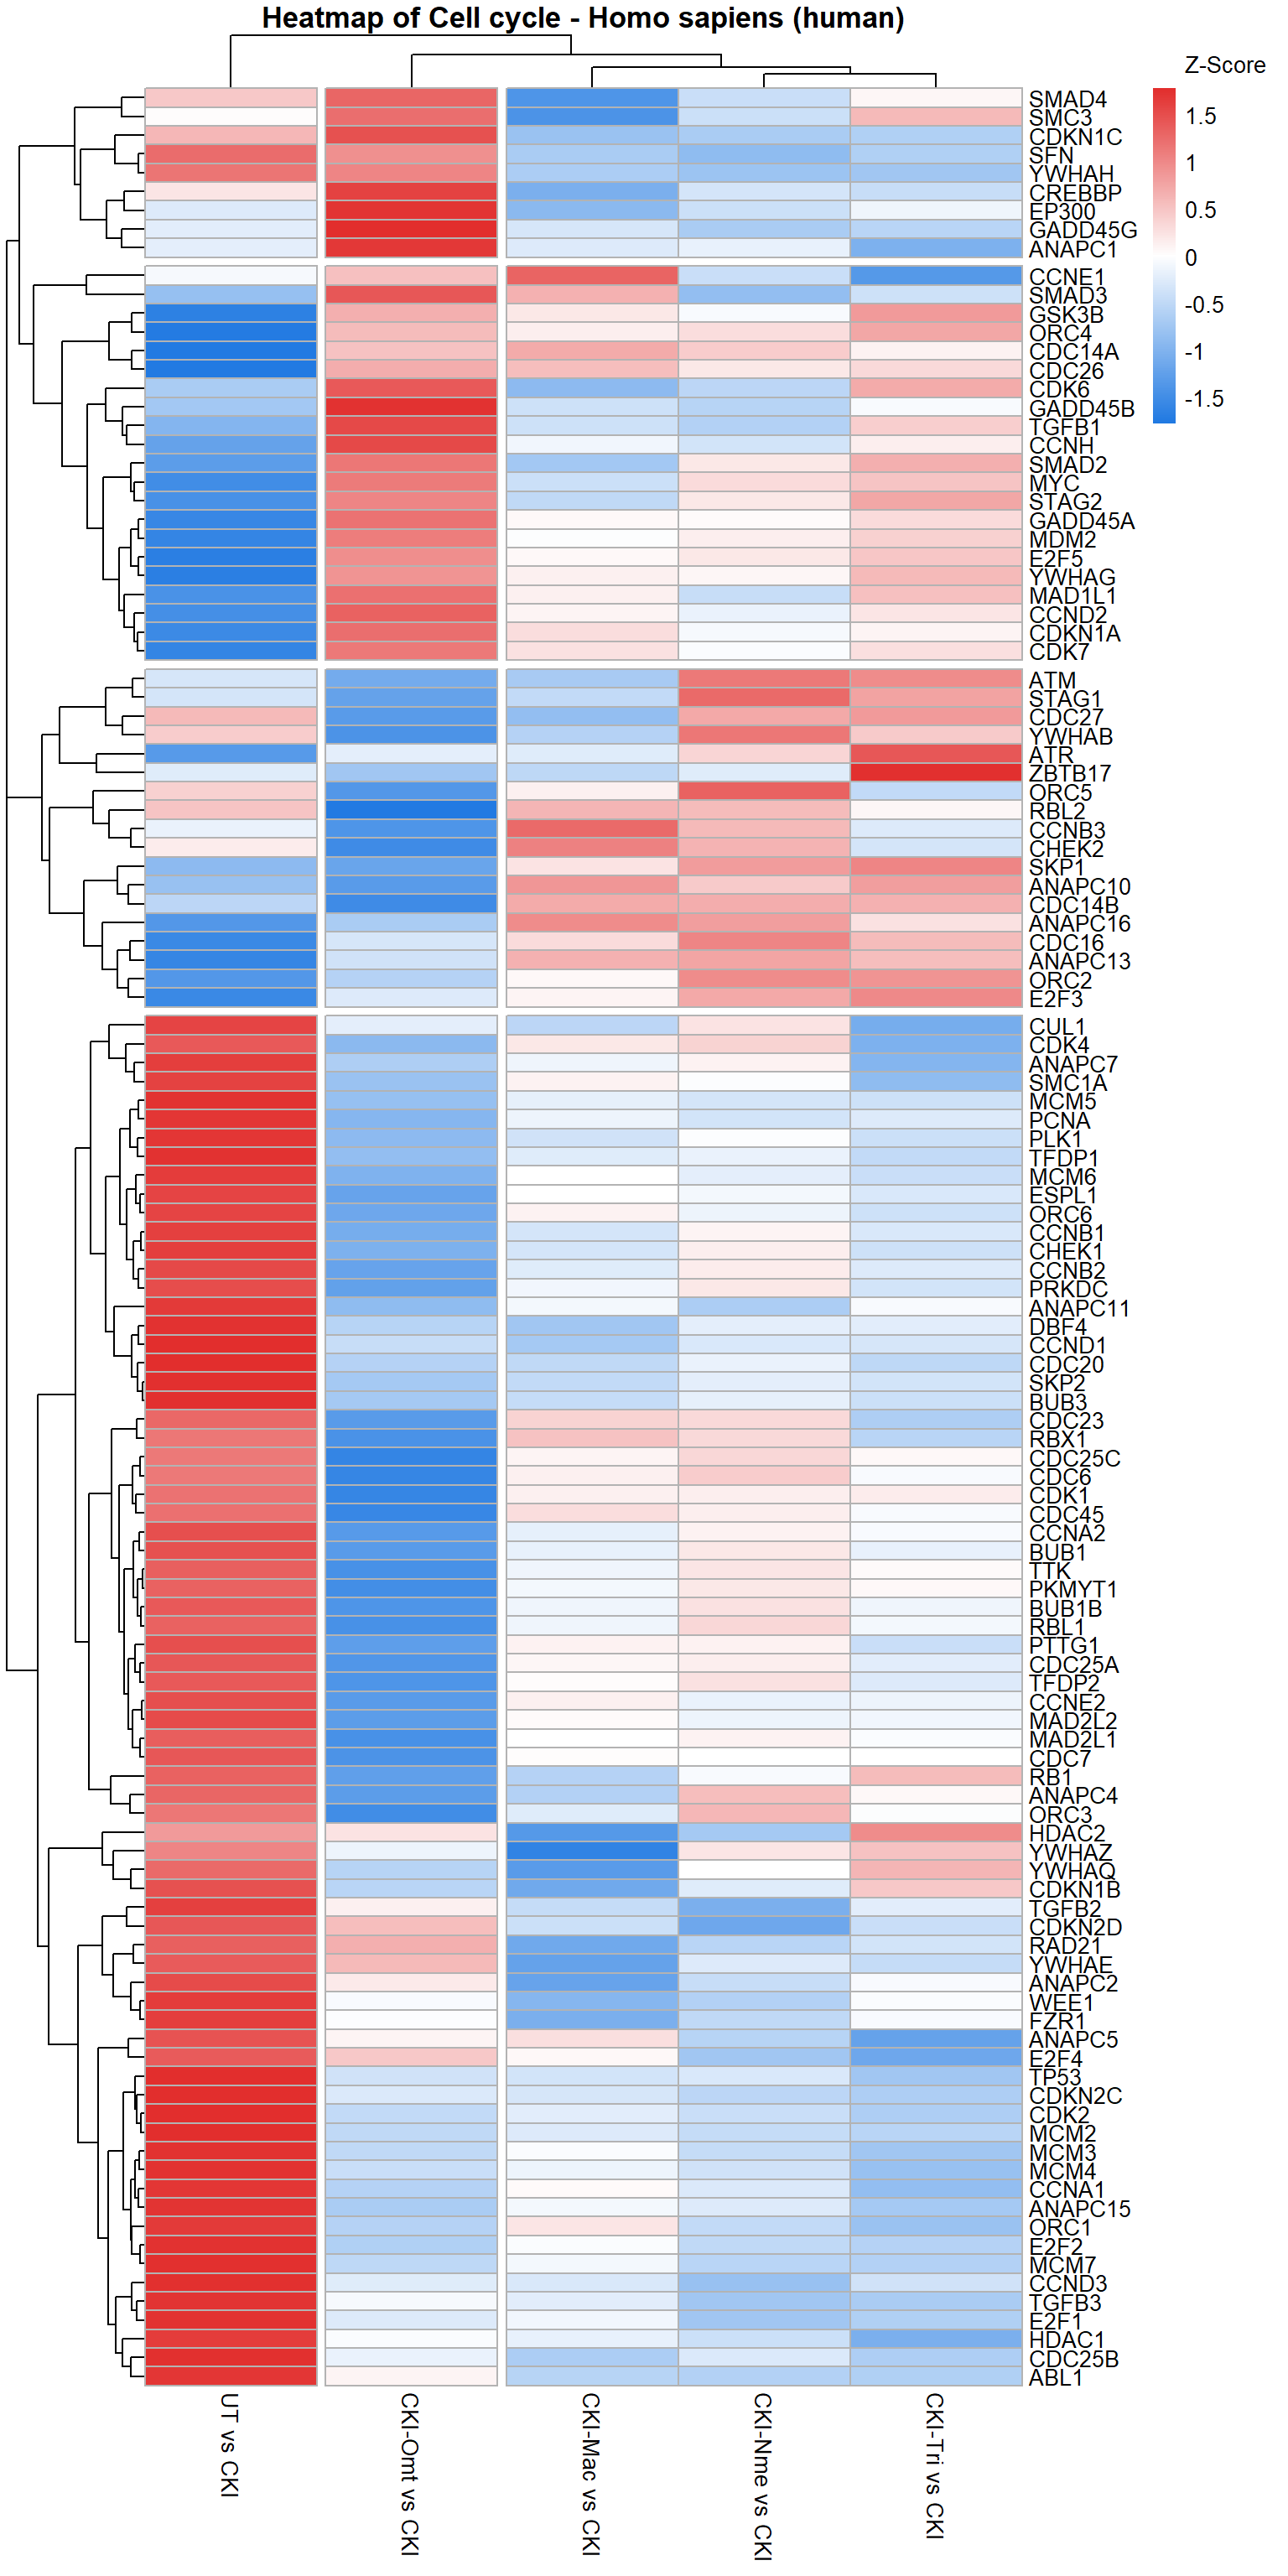 Heatmap of Cell cycle - Homo sapiens (human)
Z-Score
1.5
1
0.5
0
-0.5
-1
-1.5
SMAD4
SMC3
CDKN1C
SFN
YWHAH
CREBBP
EP300
GADD45G
ANAPC1
CCNE1
SMAD3
GSK3B
ORC4
CDC14A
CDC26
CDK6
GADD45B
TGFB1
CCNH
SMAD2
MYC
STAG2
GADD45A
MDM2
E2F5
YWHAG
MAD1L1
CCND2
CDKN1A
CDK7
ATM
STAG1
CDC27
YWHAB
ATR
ZBTB17
ORC5
RBL2
CCNB3
CHEK2
SKP1
ANAPC10
CDC14B
ANAPC16
CDC16
ANAPC13
ORC2
E2F3
CUL1
CDK4
ANAPC7
SMC1A
MCM5
PCNA
PLK1
TFDP1
MCM6
ESPL1
ORC6
CCNB1
CHEK1
CCNB2
PRKDC
ANAPC11
DBF4
CCND1
CDC20
SKP2
BUB3
CDC23
RBX1
CDC25C
CDC6
CDK1
CDC45
CCNA2
BUB1
TTK
PKMYT1
BUB1B
RBL1
PTTG1
CDC25A
TFDP2
CCNE2
MAD2L2
MAD2L1
CDC7
RB1
ANAPC4
ORC3
HDAC2
YWHAZ
YWHAQ
CDKN1B
TGFB2
CDKN2D
RAD21
YWHAE
ANAPC2
WEE1
FZR1
ANAPC5
E2F4
TP53
CDKN2C
CDK2
MCM2
MCM3
MCM4
CCNA1
ANAPC15
ORC1
E2F2
MCM7
CCND3
TGFB3
E2F1
HDAC1
CDC25B
ABL1
UT vs CKI
CKI-Omt vs CKI
CKI-Mac vs CKI
CKI-Nme vs CKI
CKI-Tri vs CKI